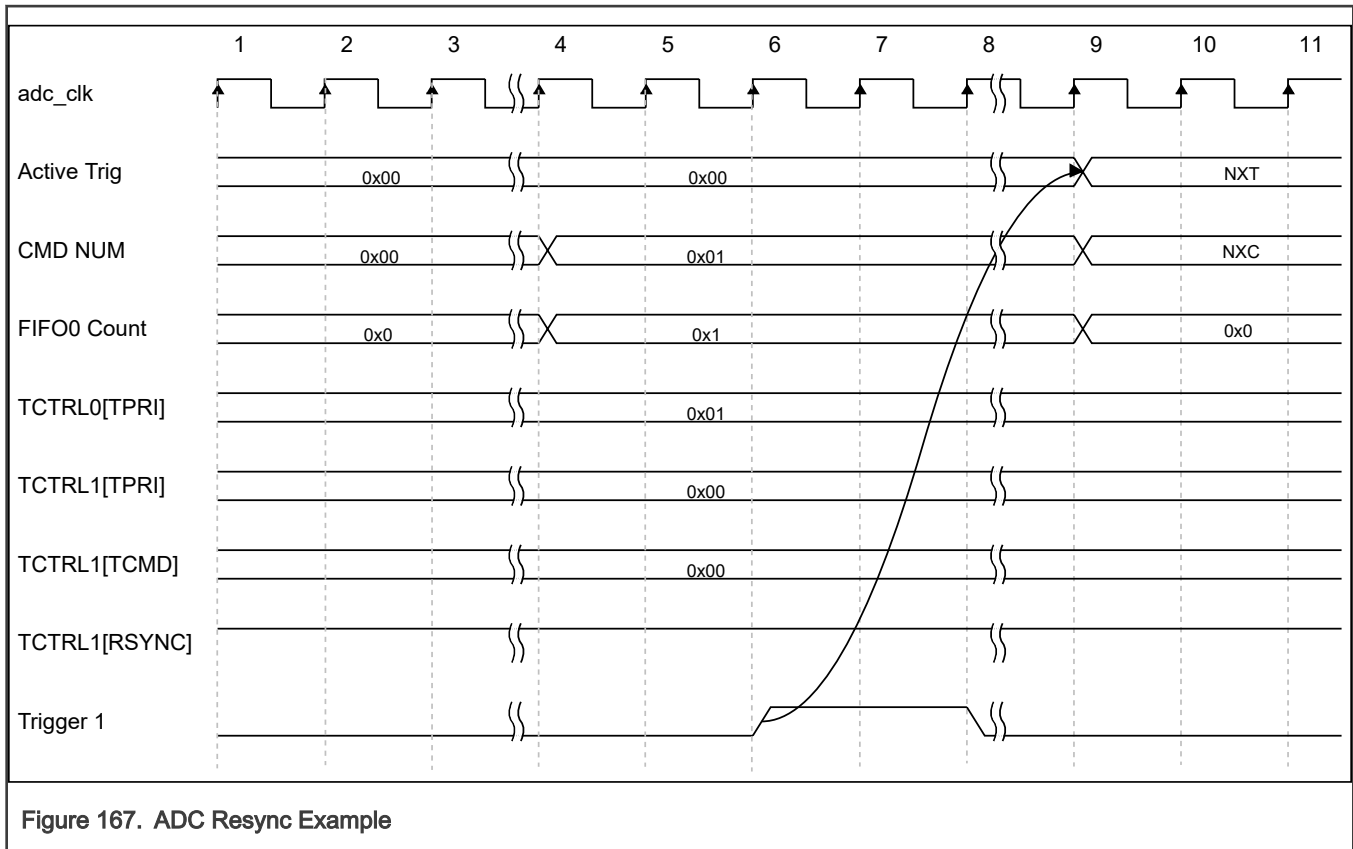 1 2 3 4 5 6 7 8 9 10 11
adc_clk
Active Trig 0x00 0x00 NXT
CMD NUM 0x00 0x01 NXC
FIFO0 Count 0x0 0x1 0x0
TCTRL0[TPRI] 0x01
TCTRL1[TPRI] 0x00
TCTRL1[TCMD] 0x00
TCTRL1[RSYNC]
Trigger 1
Figure 167. ADC Resync Example